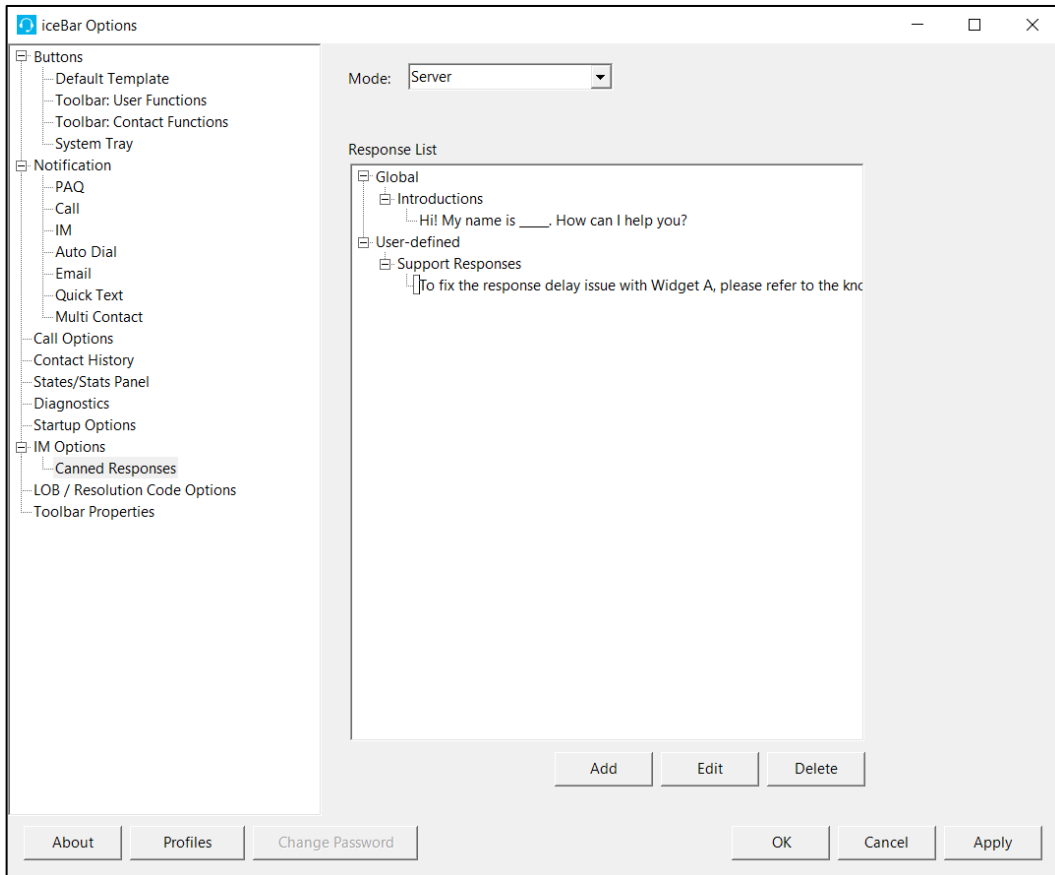 iceBar Options
Buttons
Default Template
Toolbar: User Functions
Toolbar: Contact Functions
System Tray
Notification
PAQ
Call
IM
Auto Dial
Email
Quick Text
Multi Contact
Call Options
Contact History
States/Stats Panel
Diagnostics
Startup Options
IM Options
Canned Responses
LOB / Resolution Code Options
Toolbar Properties
Mode: Server
Response List
Global
Introductions
Hi! My name is ____. How can I help you?
User-defined
Support Responses
To fix the response delay issue with Widget A, please refer to the
Add Edit Delete
About Profiles Change Password OK Cancel Apply